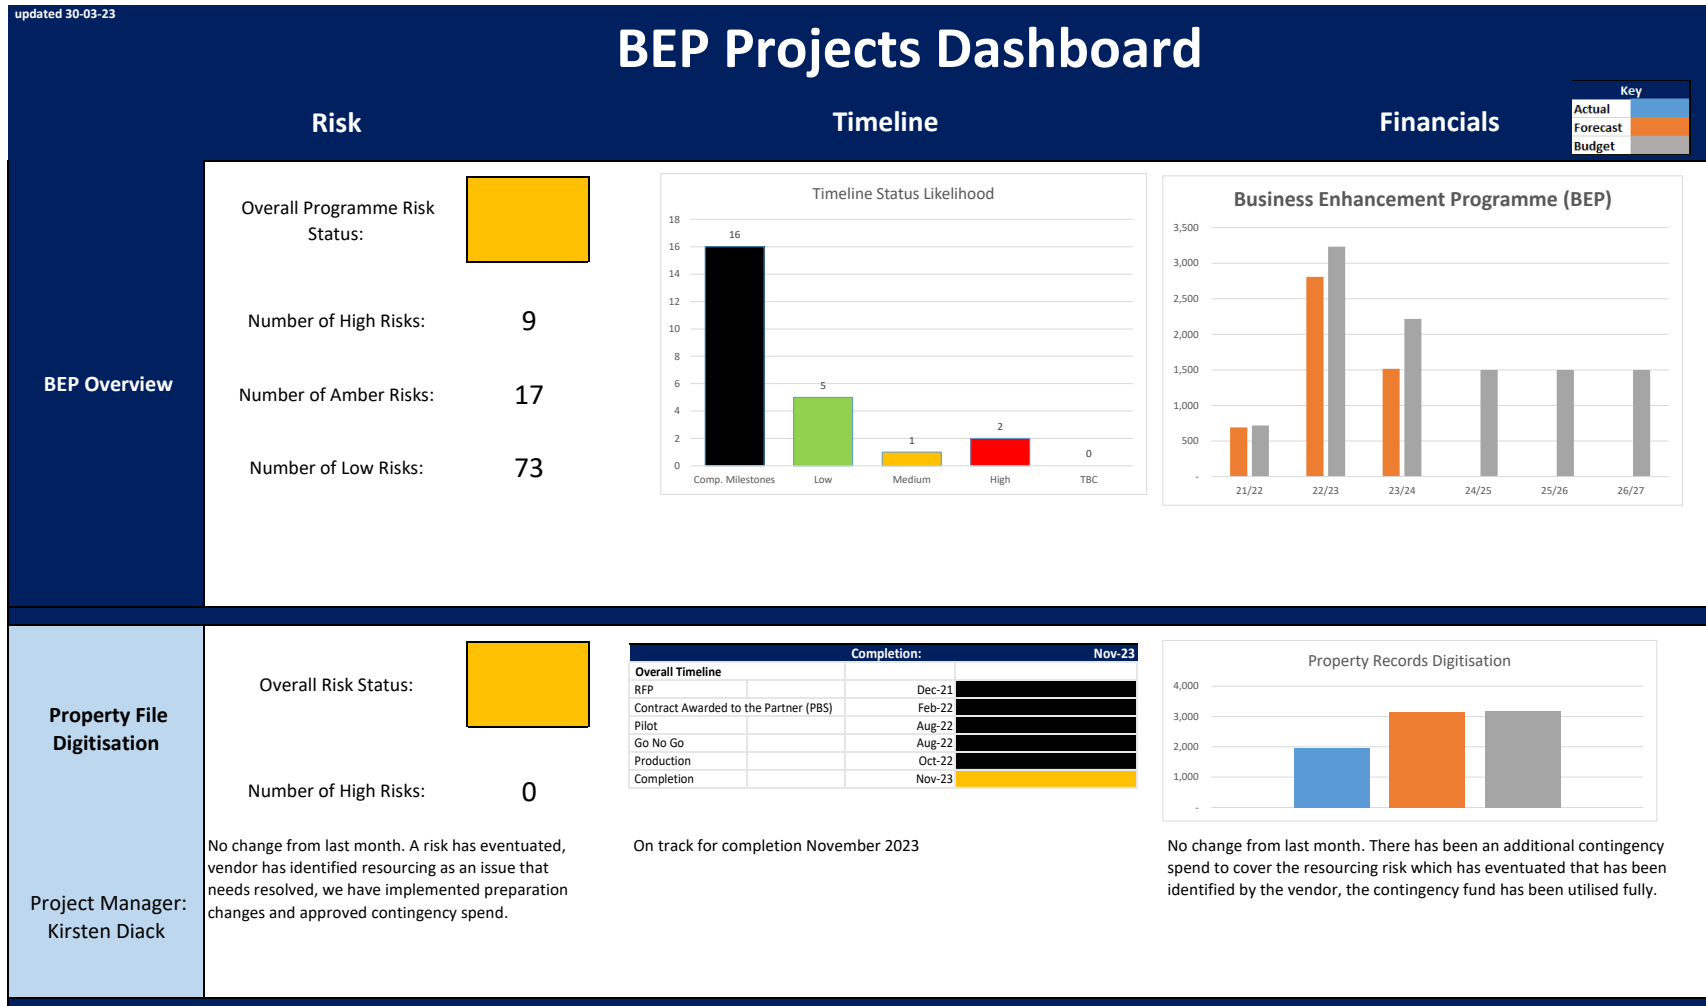 updated 30-03-23
BEP Projects Dashboard
Risk
Timeline
Financials
Key
Actual
Forecast
Budget
BEP Overview
Overall Programme Risk
Status:
Number of High Risks:
9
Number of Amber Risks:
17
Number of Low Risks:
73
Timeline Status Likelihood
18
16
14
12
10
8
6
4
2
0
16
5
1
2
0
Comp. Milestones
Low
Medium
High
TBC
Business Enhancement Programme (BEP)
3,500
3,000
2,500
2,000
1,500
1,000
500
-
21/22
22/23
23/24
24/25
25/26
26/27
Property File
Digitisation
Project Manager:
Kirsten Diack
Overall Risk Status:
Number of High Risks:
0
No change from last month. A risk has eventuated,
vendor has identified resourcing as an issue that
needs resolved, we have implemented preparation
changes and approved contingency spend.
Completion: Nov-23
Overall Timeline
RFP Dec-21
Contract Awarded to the Partner (PBS) Feb-22
Pilot Aug-22
Go No Go Aug-22
Production Oct-22
Completion Nov-23
On track for completion November 2023
Property Records Digitisation
4,000
3,000
2,000
1,000
-
No change from last month. There has been an additional contingency
spend to cover the resourcing risk which has eventuated that has been
identified by the vendor, the contingency fund has been utilised fully.